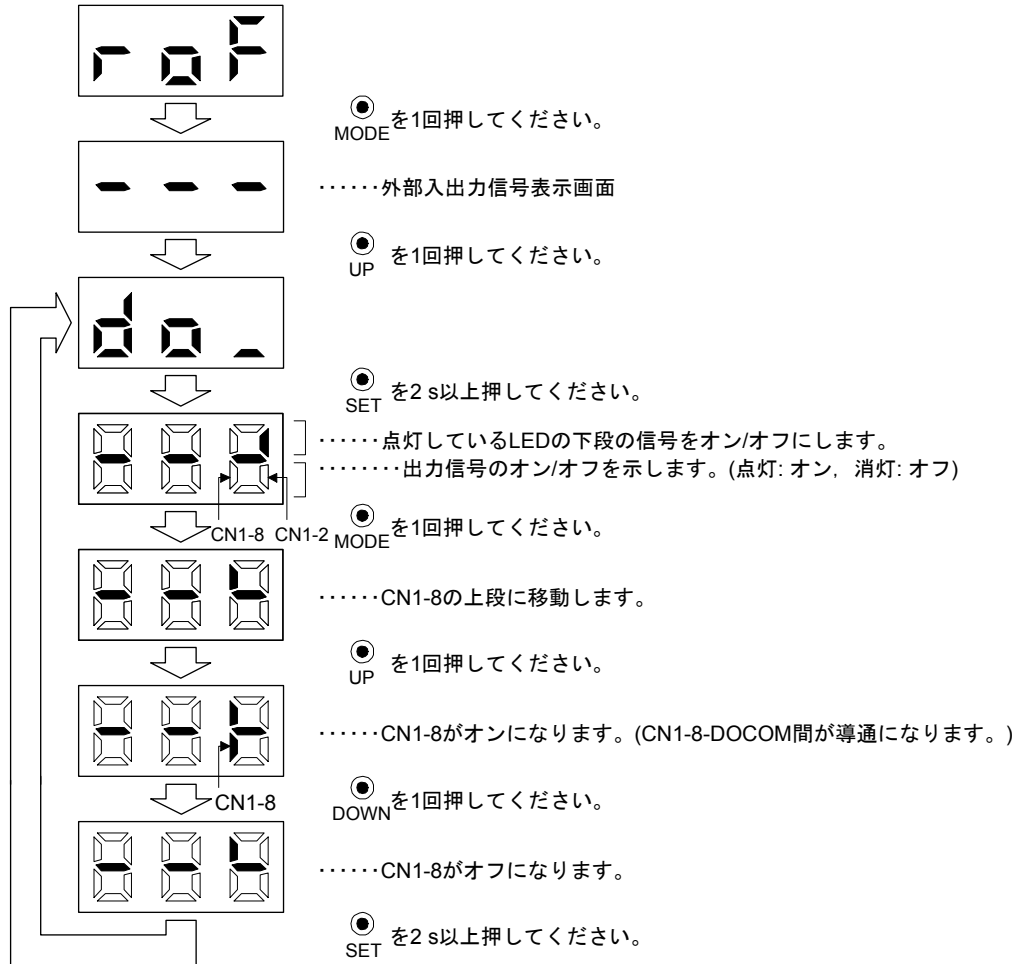 roF
MODEを1回押してください。
- - -
······外部入出力信号表示画面
UP を1回押してください。
do_
SET を2 s以上押してください。
······点灯しているLEDの下段の信号をオン/オフにします。
········出力信号のオン/オフを示します。(点灯: オン, 消灯: オフ)
CN1-8 CN1-2 MODEを1回押してください。
······CN1-8の上段に移動します。
UP を1回押してください。
······CN1-8がオンになります。(CN1-8-DOCOM間が導通になります。)
CN1-8
DOWNを1回押してください。
······CN1-8がオフになります。
SET を2 s以上押してください。